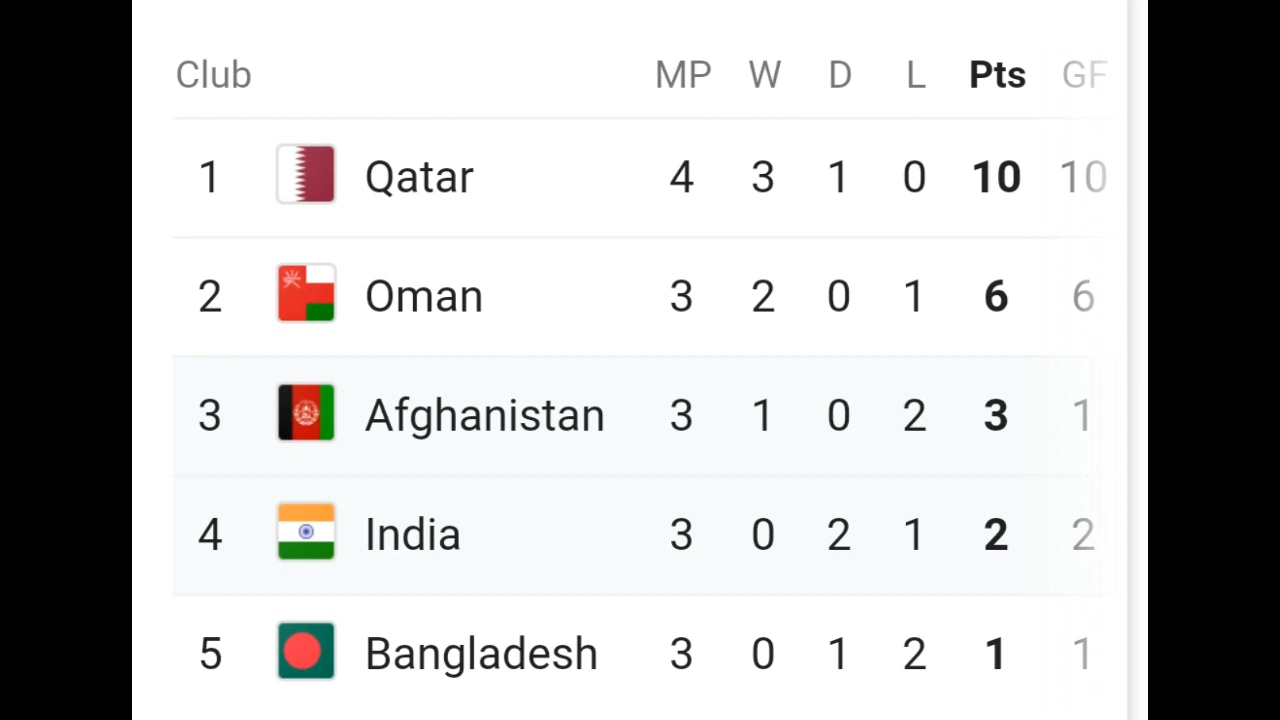 Club MP W D L Pts GF
1 Qatar 4 3 1 0 10 10
2 Oman 3 2 0 1 6 6
3 Afghanistan 3 1 0 2 3 1
4 India 3 0 2 1 2 2
5 Bangladesh 3 0 1 2 1 1